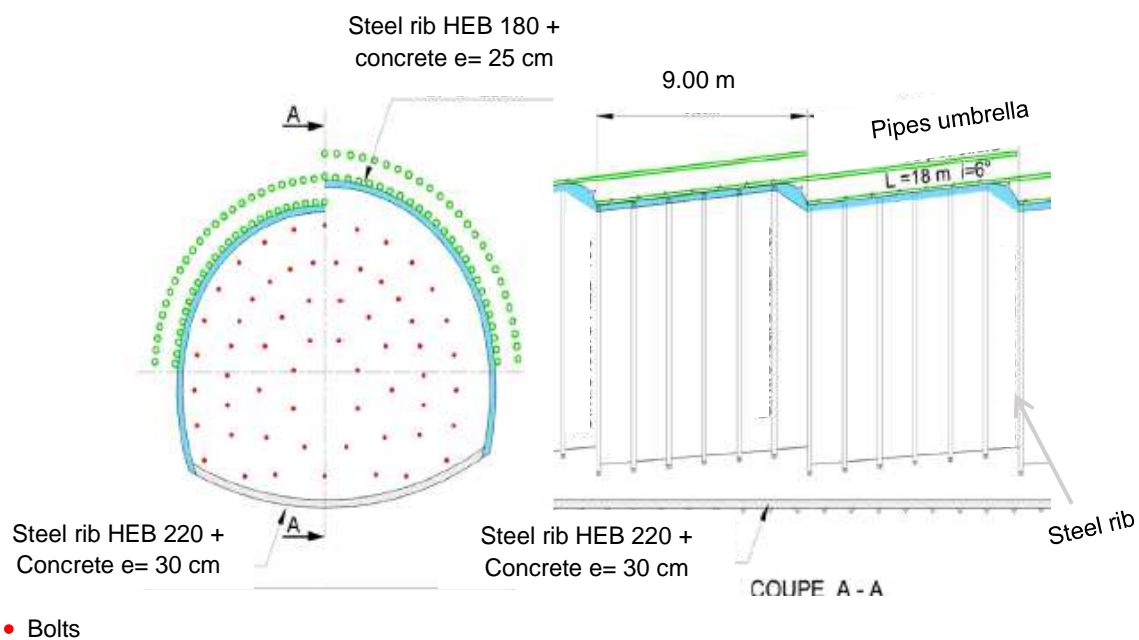 Steel rib HEB 180 +
concrete e= 25 cm
9.00 m
A
Pipes umbrella
L =18 m i=6°
Steel rib HEB 220 +
Concrete e= 30 cm
A
Steel rib HEB 220 +
Concrete e= 30 cm
Steel rib
COUPE A - A
Bolts